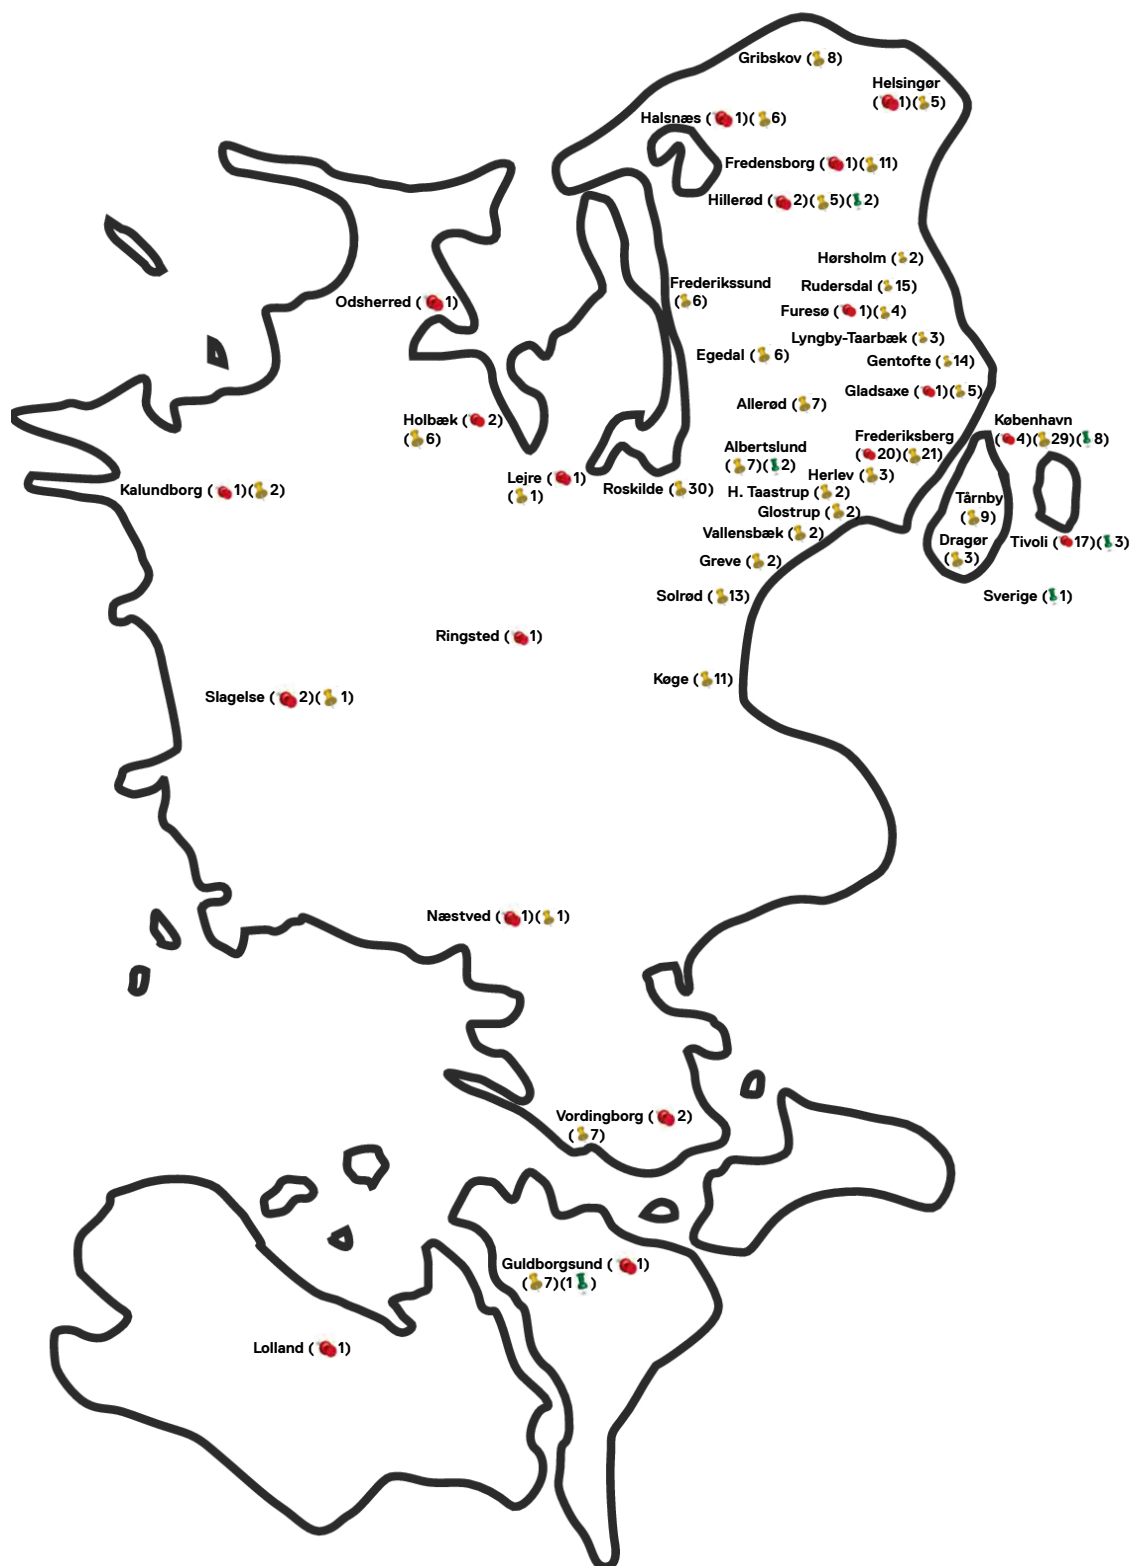 Gribskov (8)
Helsingør
(1)(5)
Halsnæs (1)(6)
Fredensborg (1)(11)
Hillerød (2)(5)(2)
Hørsholm (2)
Frederikssund
(6)
Rudersdal (15)
Odsherred (1)
Furesø (1)(4)
Lyngby-Taarbæk (3)
Egedal (6)
Gentofte (14)
Gladsaxe (1)(5)
Allerød (7)
Holbæk (2)
(6)
København
(4)(29)(8)
Frederiksberg
(20)(21)
Albertslund
(7)(2)
Herlev (3)
Lejre (1)
(1)
Roskilde (30)
Kalundborg (1)(2)
H. Taastrup (2)
Tårnby
(9)
Glostrup (2)
Vallensbæk (2)
Dragør
(3)
Tivoli (17)(3)
Greve (2)
Solrød (13)
Sverige (1)
Ringsted (1)
Køge (11)
Slagelse (2)(1)
Næstved (1)(1)
Vordingborg (2)
(7)
Guldborgsund (1)
(7)(1)
Lolland (1)